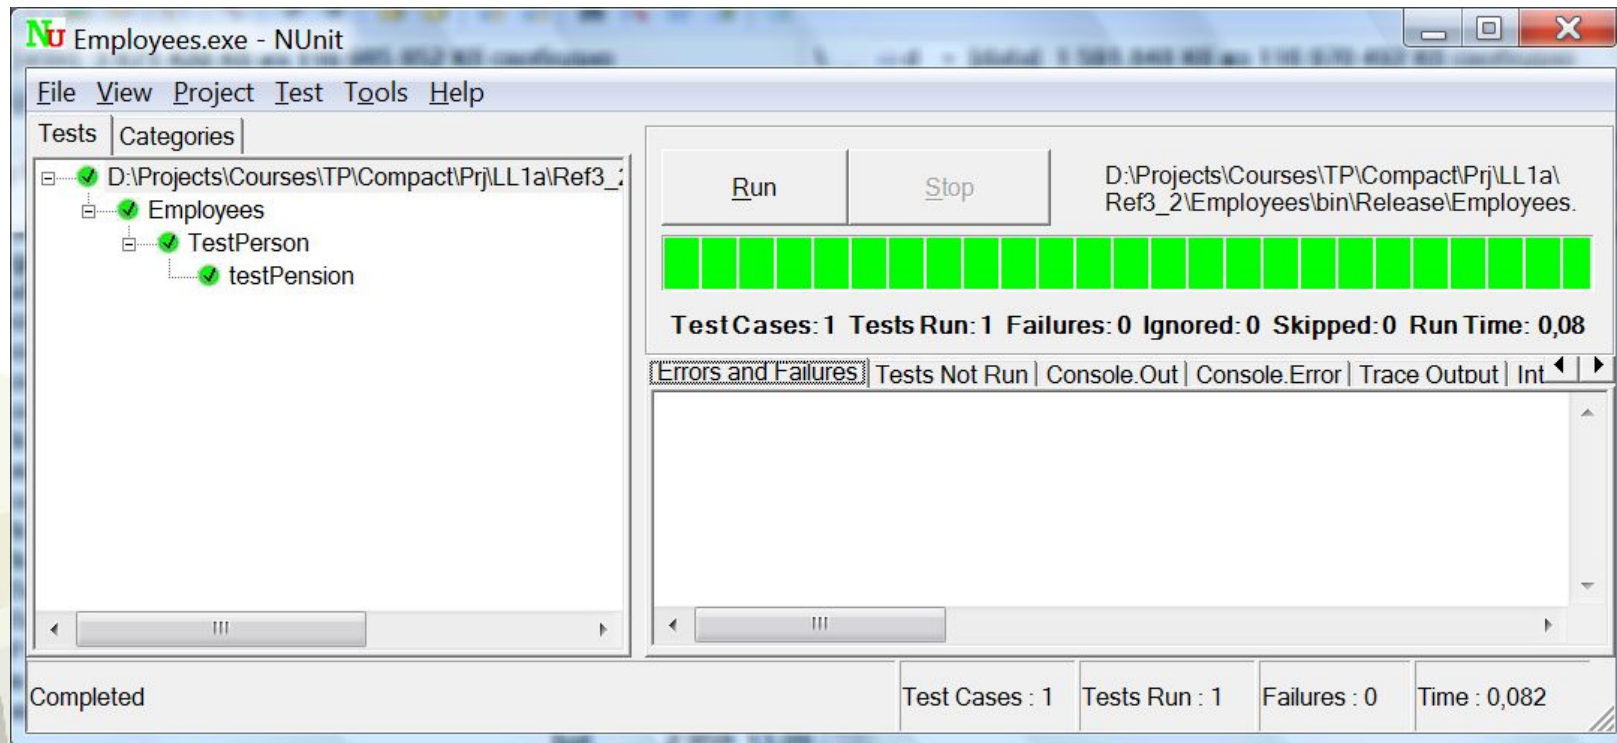 NU Employees.exe - NUnit
File View Project Test Tools Help
Tests Categories
D:\Projects\Courses\TP\Compact\Prj\LL1a\Ref3_2
Employees
TestPerson
testPension
Run Stop
D:\Projects\Courses\TP\Compact\Prj\LL1a\
Ref3_2\Employees\bin\Release\Employees.
Test Cases: 1 Tests Run: 1 Failures: 0 Ignored: 0 Skipped: 0 Run Time: 0,08
Errors and Failures Tests Not Run Console.Out Console.Error Trace Output Int
Completed Test Cases : 1 Tests Run : 1 Failures : 0 Time : 0,082